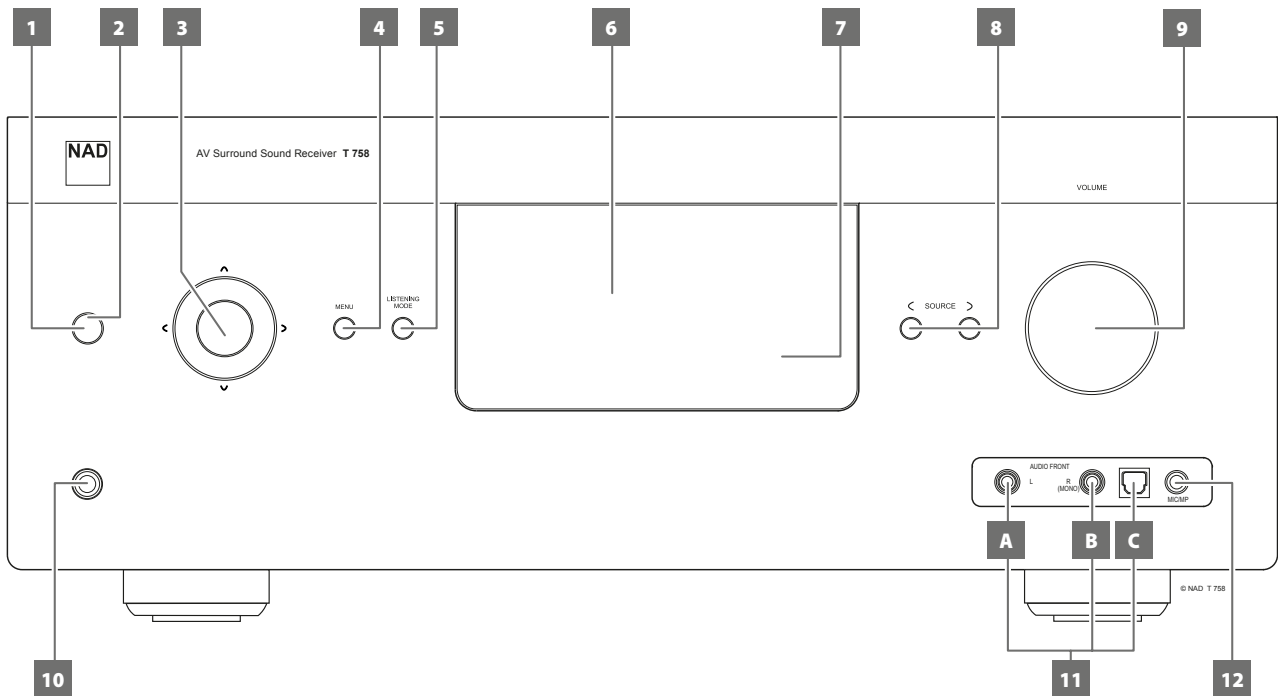 1 2 3 4 5 6 7 8 9
NAD
AV Surround Sound Receiver T 758
VOLUME
MENU
LISTENING
MODE
SOURCE
AUDIO FRONT
L
R
(MONO)
MIC/MP
A B C
© NAD T 758
10 11 12